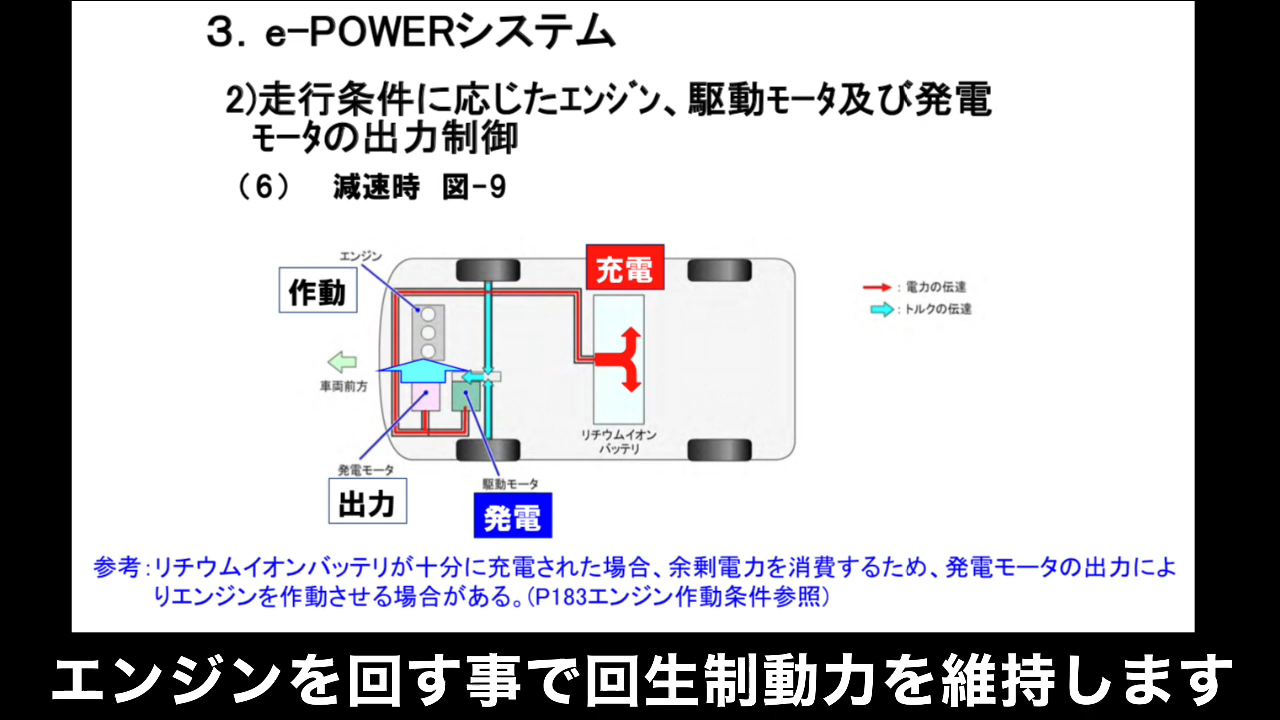 ３．e-POWERシステム
2)走行条件に応じたｴﾝｼﾞﾝ、駆動ﾓｰﾀ及び発電
ﾓｰﾀの出力制御
（６）　減速時　図-9
エンジン
作動
充電
：電力の伝達
：トルクの伝達
車両前方
リチウムイオン
バッテリ
発電モータ
出力
駆動モータ
発電
参考：リチウムイオンバッテリが十分に充電された場合、余剰電力を消費するため、発電モータの出力によ
りエンジンを作動させる場合がある。（P183エンジン作動条件参照）
エンジンを回す事で回生制動力を維持します